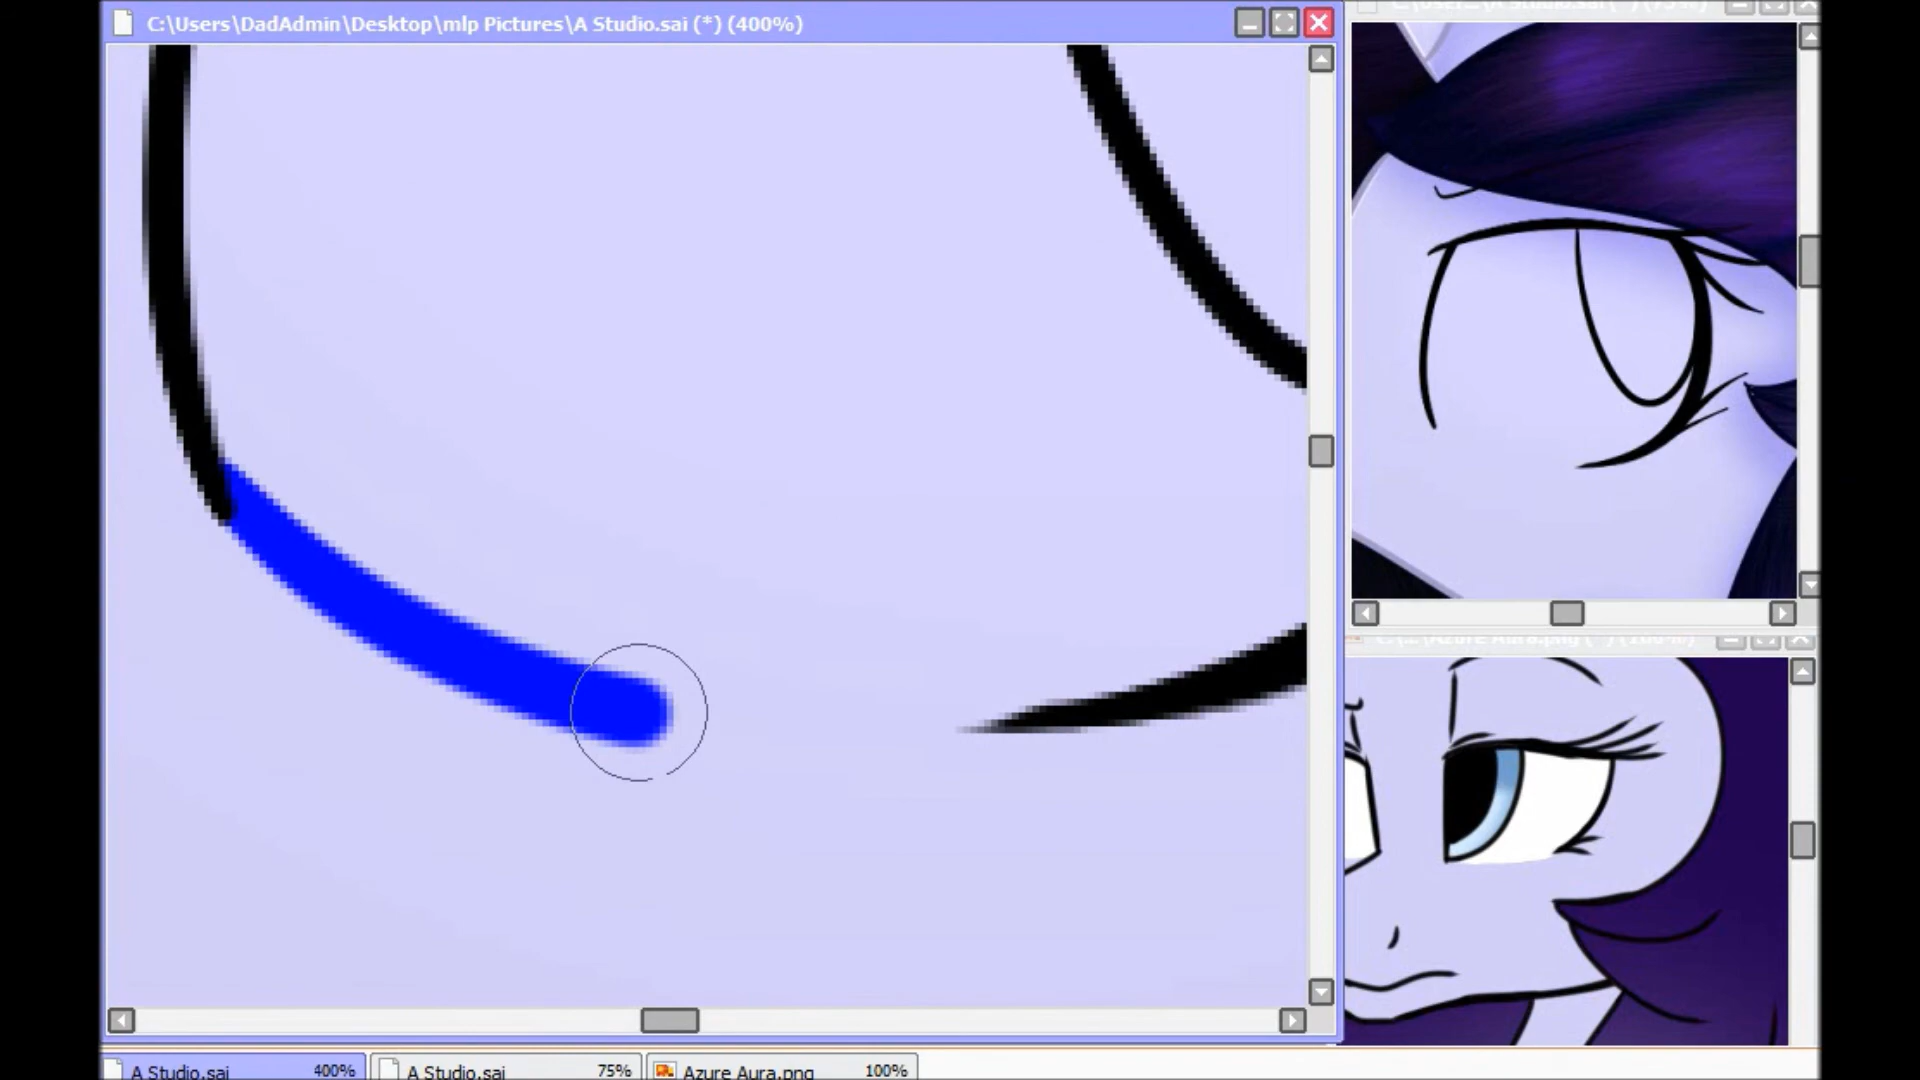 C:\Users\DadAdmin\Desktop\mlp Pictures\A Studio.sai (*) (400%)
A Studio.sai 400%
A Studio.sai 75%
Azure Aura.png 100%